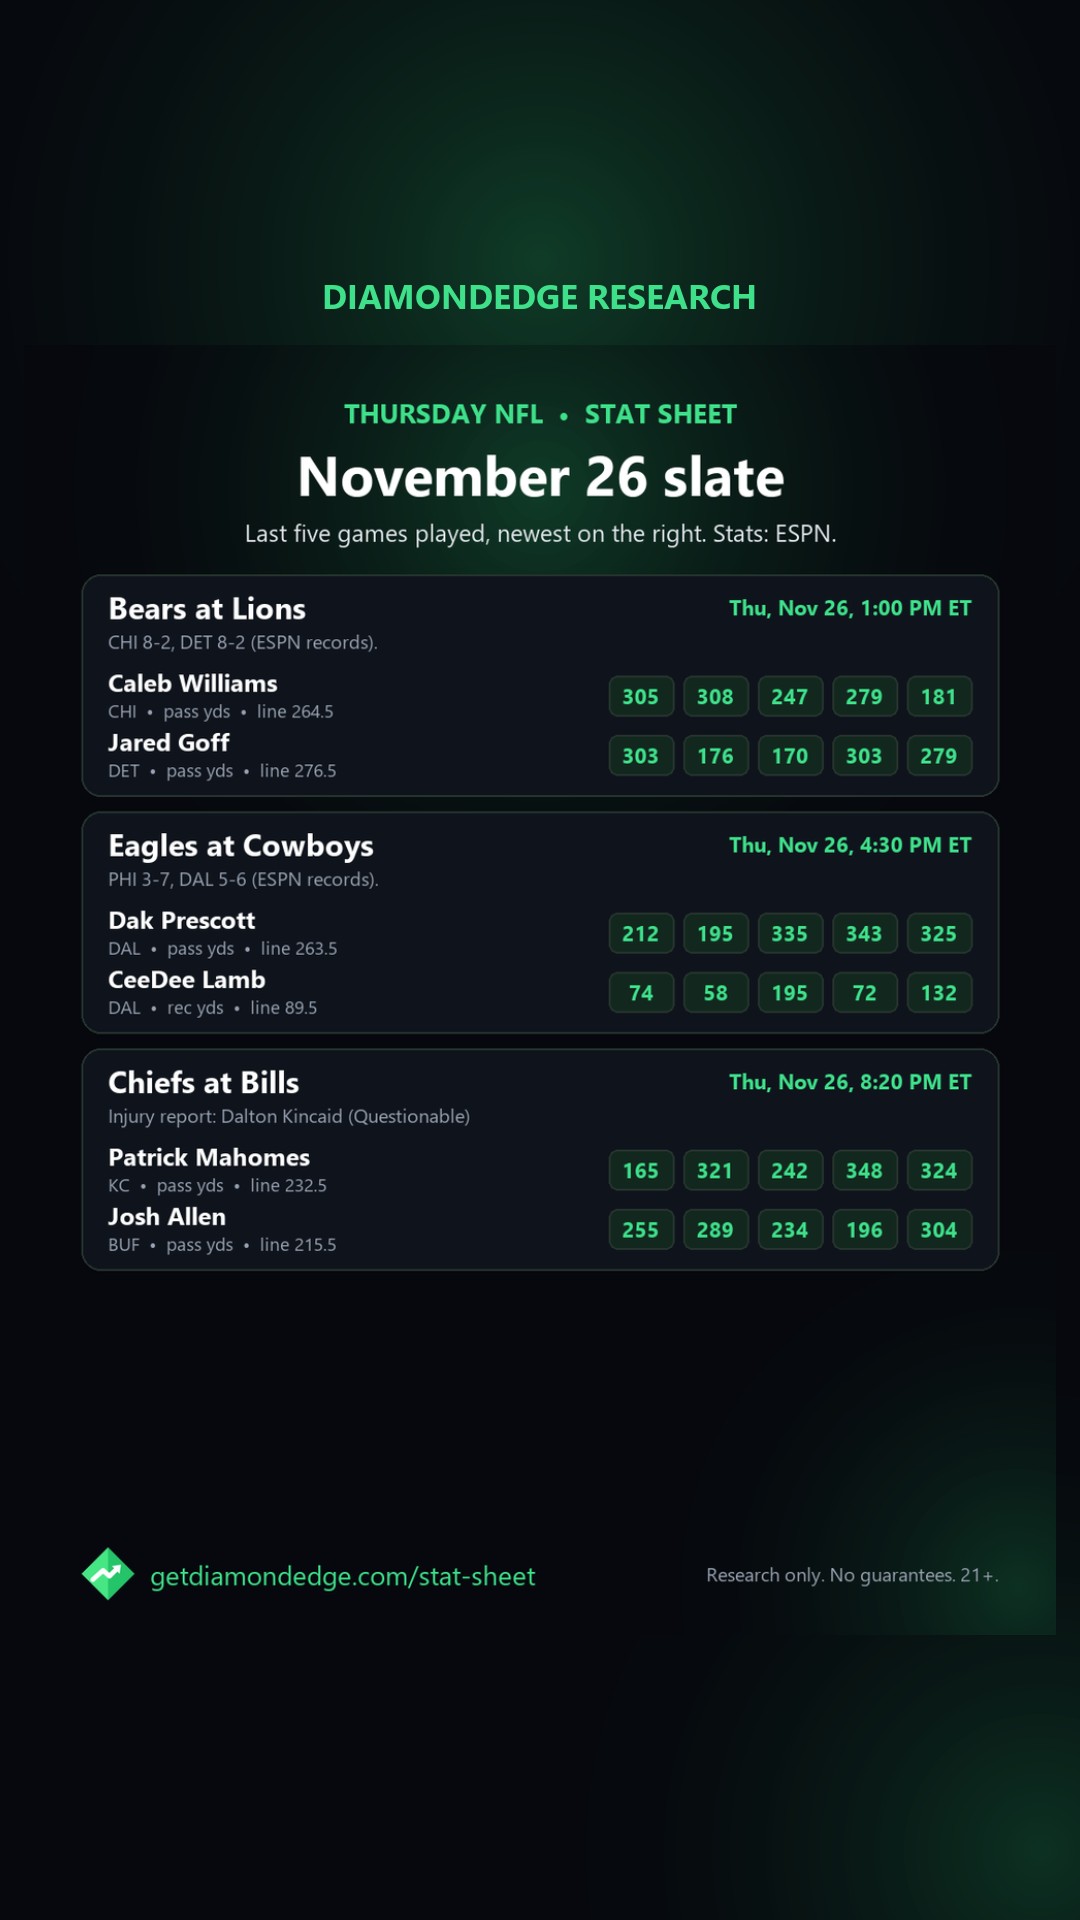 DIAMONDEDGE RESEARCH
THURSDAY NFL • STAT SHEET
November 26 slate
Last five games played, newest on the right. Stats: ESPN.
Bears at Lions
Thu, Nov 26, 1:00 PM ET
CHI 8-2, DET 8-2 (ESPN records).
Caleb Williams
CHI • pass yds • line 264.5
305 308 247 279 181
Jared Goff
DET • pass yds • line 276.5
303 176 170 303 279
Eagles at Cowboys
Thu, Nov 26, 4:30 PM ET
PHI 3-7, DAL 5-6 (ESPN records).
Dak Prescott
DAL • pass yds • line 263.5
212 195 335 343 325
CeeDee Lamb
DAL • rec yds • line 89.5
74 58 195 72 132
Chiefs at Bills
Thu, Nov 26, 8:20 PM ET
Injury report: Dalton Kincaid (Questionable)
Patrick Mahomes
KC • pass yds • line 232.5
165 321 242 348 324
Josh Allen
BUF • pass yds • line 215.5
255 289 234 196 304
getdiamondedge.com/stat-sheet
Research only. No guarantees. 21+.